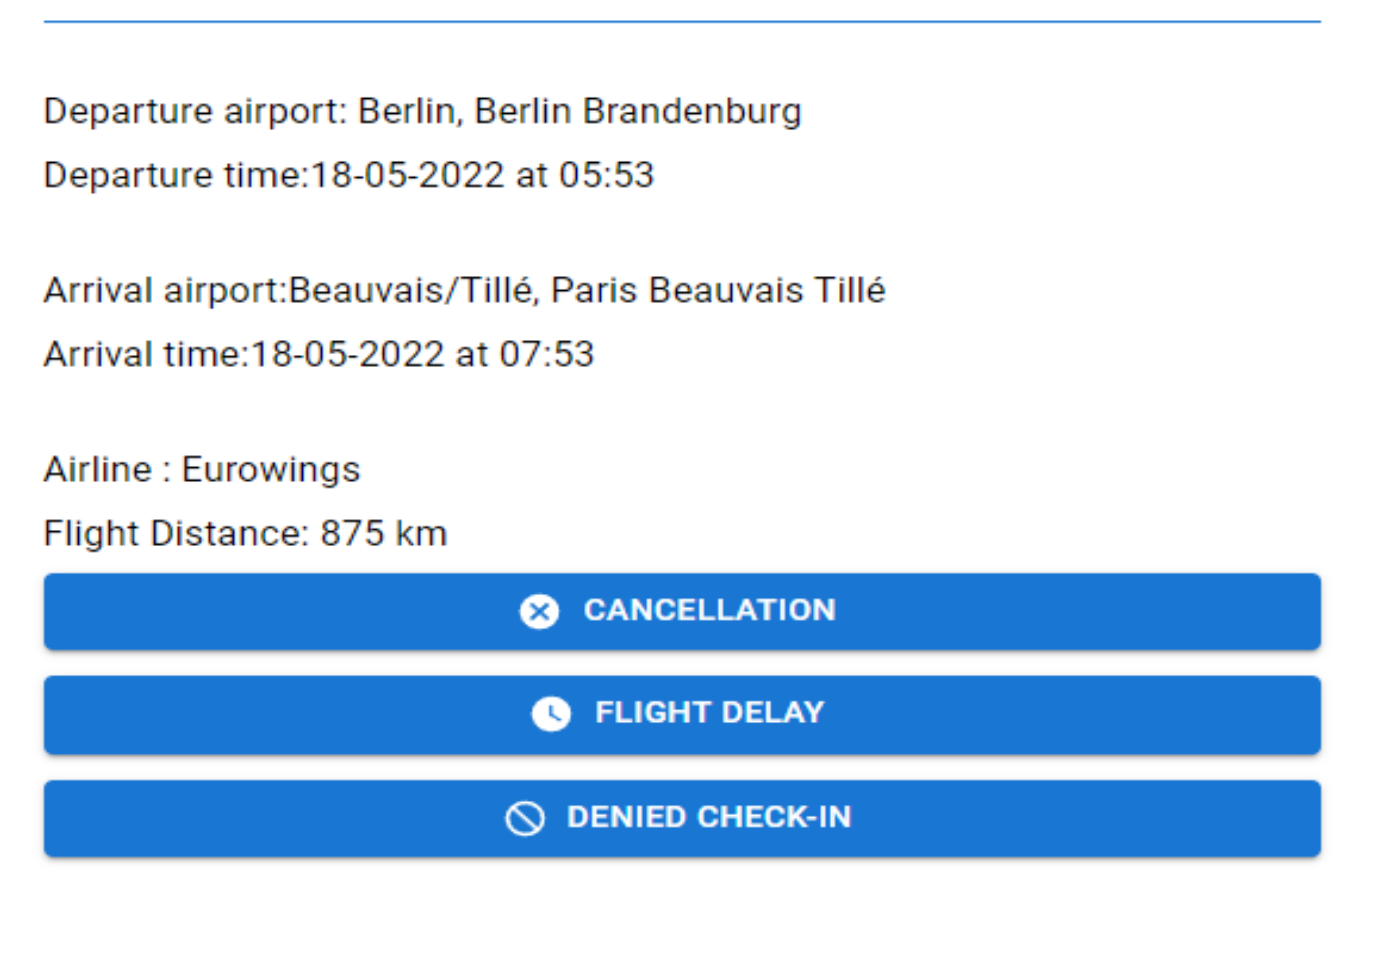 Departure airport: Berlin, Berlin Brandenburg
Departure time:18-05-2022 at 05:53
Arrival airport:Beauvais/Tillé, Paris Beauvais Tillé
Arrival time:18-05-2022 at 07:53
Airline : Eurowings
Flight Distance: 875 km
CANCELLATION
FLIGHT DELAY
DENIED CHECK-IN